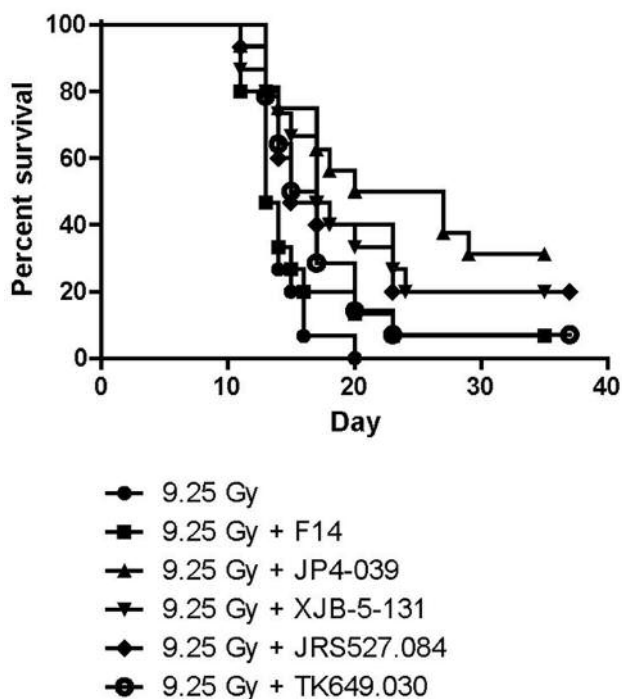 100
80
60
40
20
0
Percent survival
0 10 20 30 40
Day
9.25 Gy
9.25 Gy + F14
9.25 Gy + JP4-039
9.25 Gy + XJB-5-131
9.25 Gy + JRS527.084
9.25 Gy + TK649.030